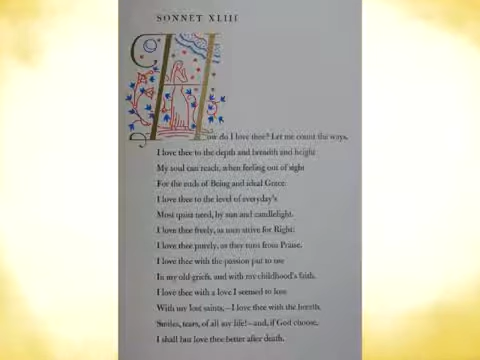 SONNET XLIII
How do I love thee? Let me count the ways.
I love thee to the depth and breadth and height
My soul can reach, when feeling out of sight
For the ends of Being and ideal Grace.
I love thee to the level of everyday's
Most quiet need, by sun and candlelight.
I love thee freely, as men strive for Right;
I love thee purely, as they turn from Praise.
I love thee with the passion put to use
In my old griefs, and with my childhood's faith.
I love thee with a love I seemed to lose
With my lost saints,—I love thee with the breath,
Smiles, tears, of all my life!—and, if God choose,
I shall but love thee better after death.